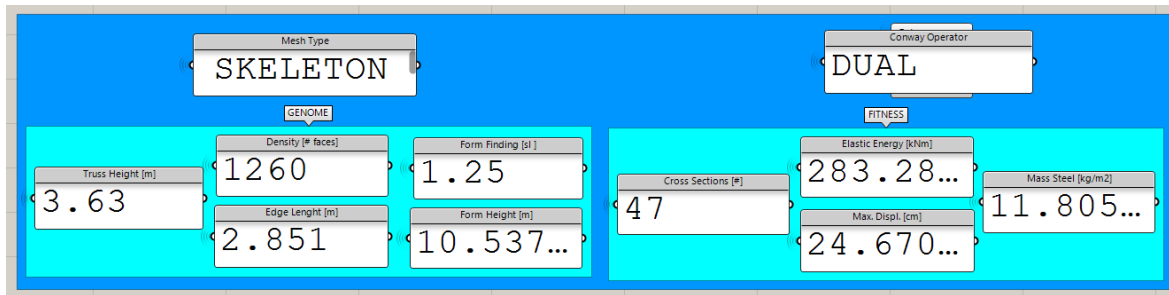 Mesh Type
SKELETON
Conway Operator
DUAL
GENOME
Truss Height [m]
3.63
Density [# faces]
1260
Edge Lenght [m]
2.851
Form Finding [sl ]
1.25
Form Height [m]
10.537…
FITNESS
Cross Sections [#]
47
Elastic Energy [kNm]
283.28…
Max. Displ. [cm]
24.670…
Mass Steel [kg/m2]
11.805…